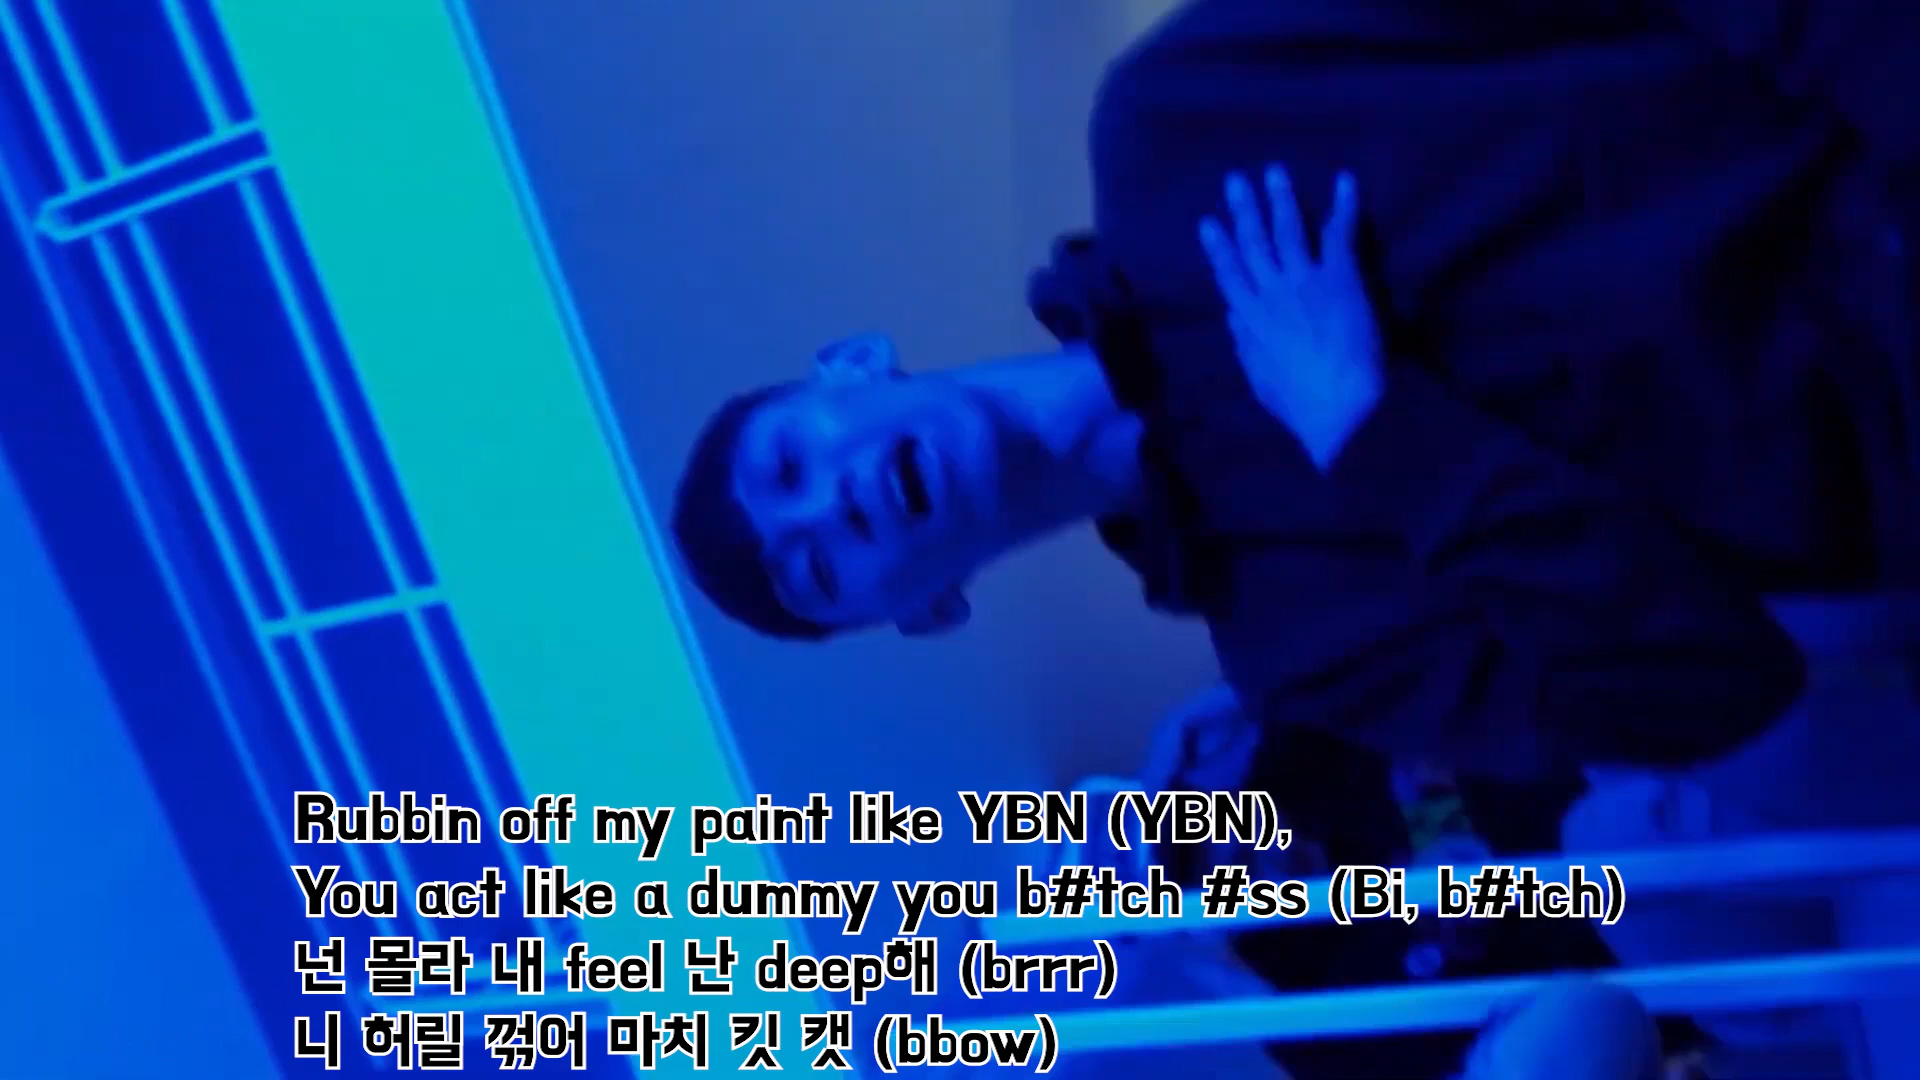 Rubbin off my paint like YBN (YBN),
You act like a dummy you b#tch #ss (Bi, b#tch)
넌 몰라 내 feel 난 deep해 (brrr)
니 허릴 꺾어 마치 킷 캣 (bbow)